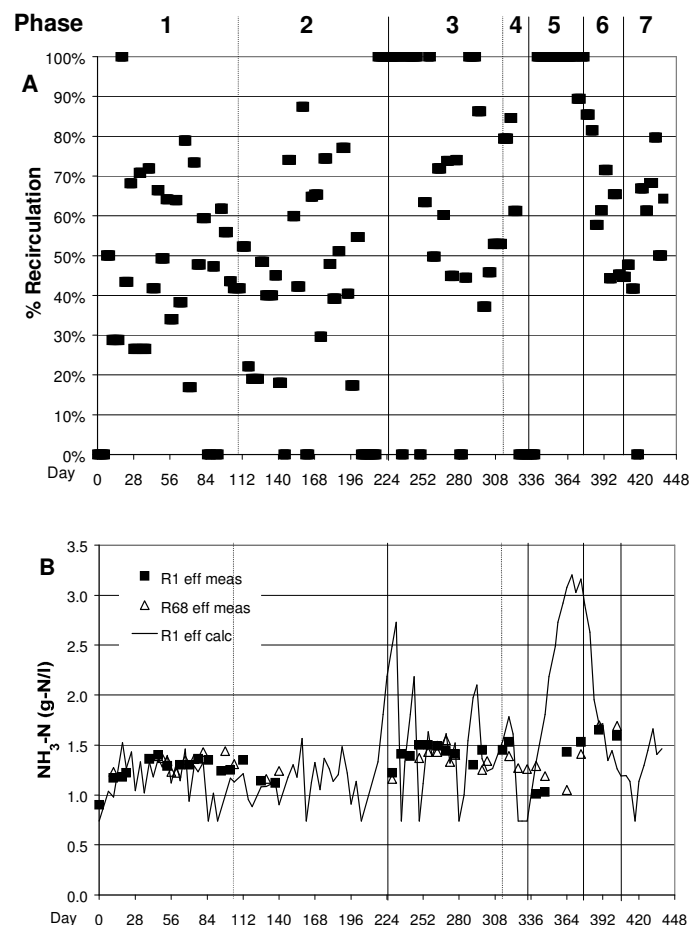 Phase 1 2 3 4 5 6 7
A
100%
90%
80%
70%
60%
50%
40%
30%
20%
10%
0%
% Recirculation
Day
0 28 56 84 112 140 168 196 224 252 280 308 336 364 392 420 448
B
3.5
3.0
2.5
2.0
1.5
1.0
0.5
0.0
NH3-N (g-N/l)
R1 eff meas
R68 eff meas
R1 eff calc
Day
0 28 56 84 112 140 168 196 224 252 280 308 336 364 392 420 448